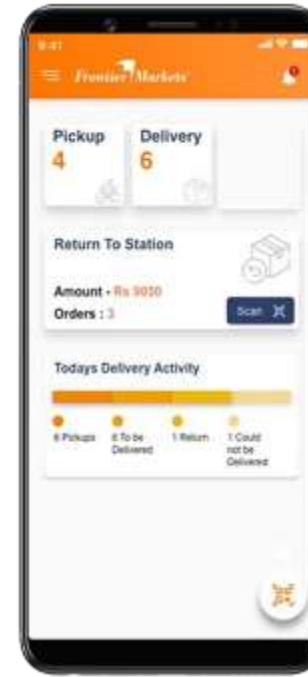 9:41
Frontier Markets
Pickup
4
Delivery
6
Return To Station
Amount - Rs 9050
Orders : 3
Scan
Todays Delivery Activity
6 Pickups
6 To be
Delivered
1 Return
1 Could
not be
Delivered